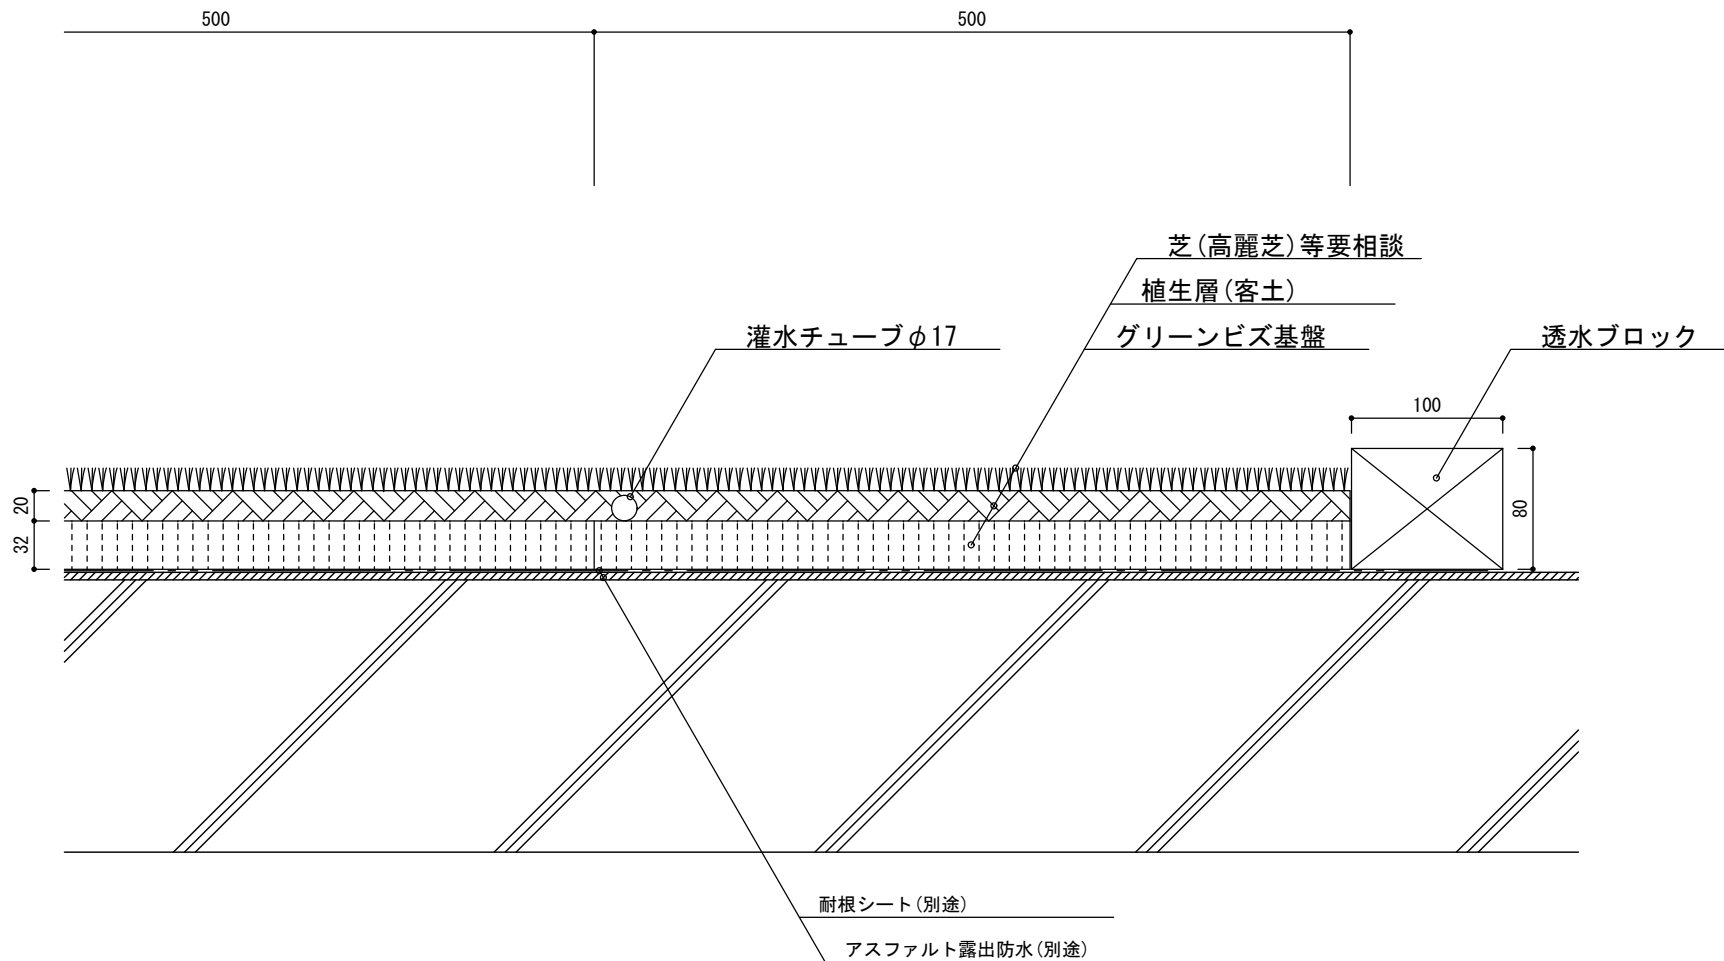 500
500
芝(高麗芝)等要相談
植生層(客土)
灌水チューブφ17
グリーンビズ基盤
透水ブロック
100
20
32
80
耐根シート(別途)
アスファルト露出防水(別途)